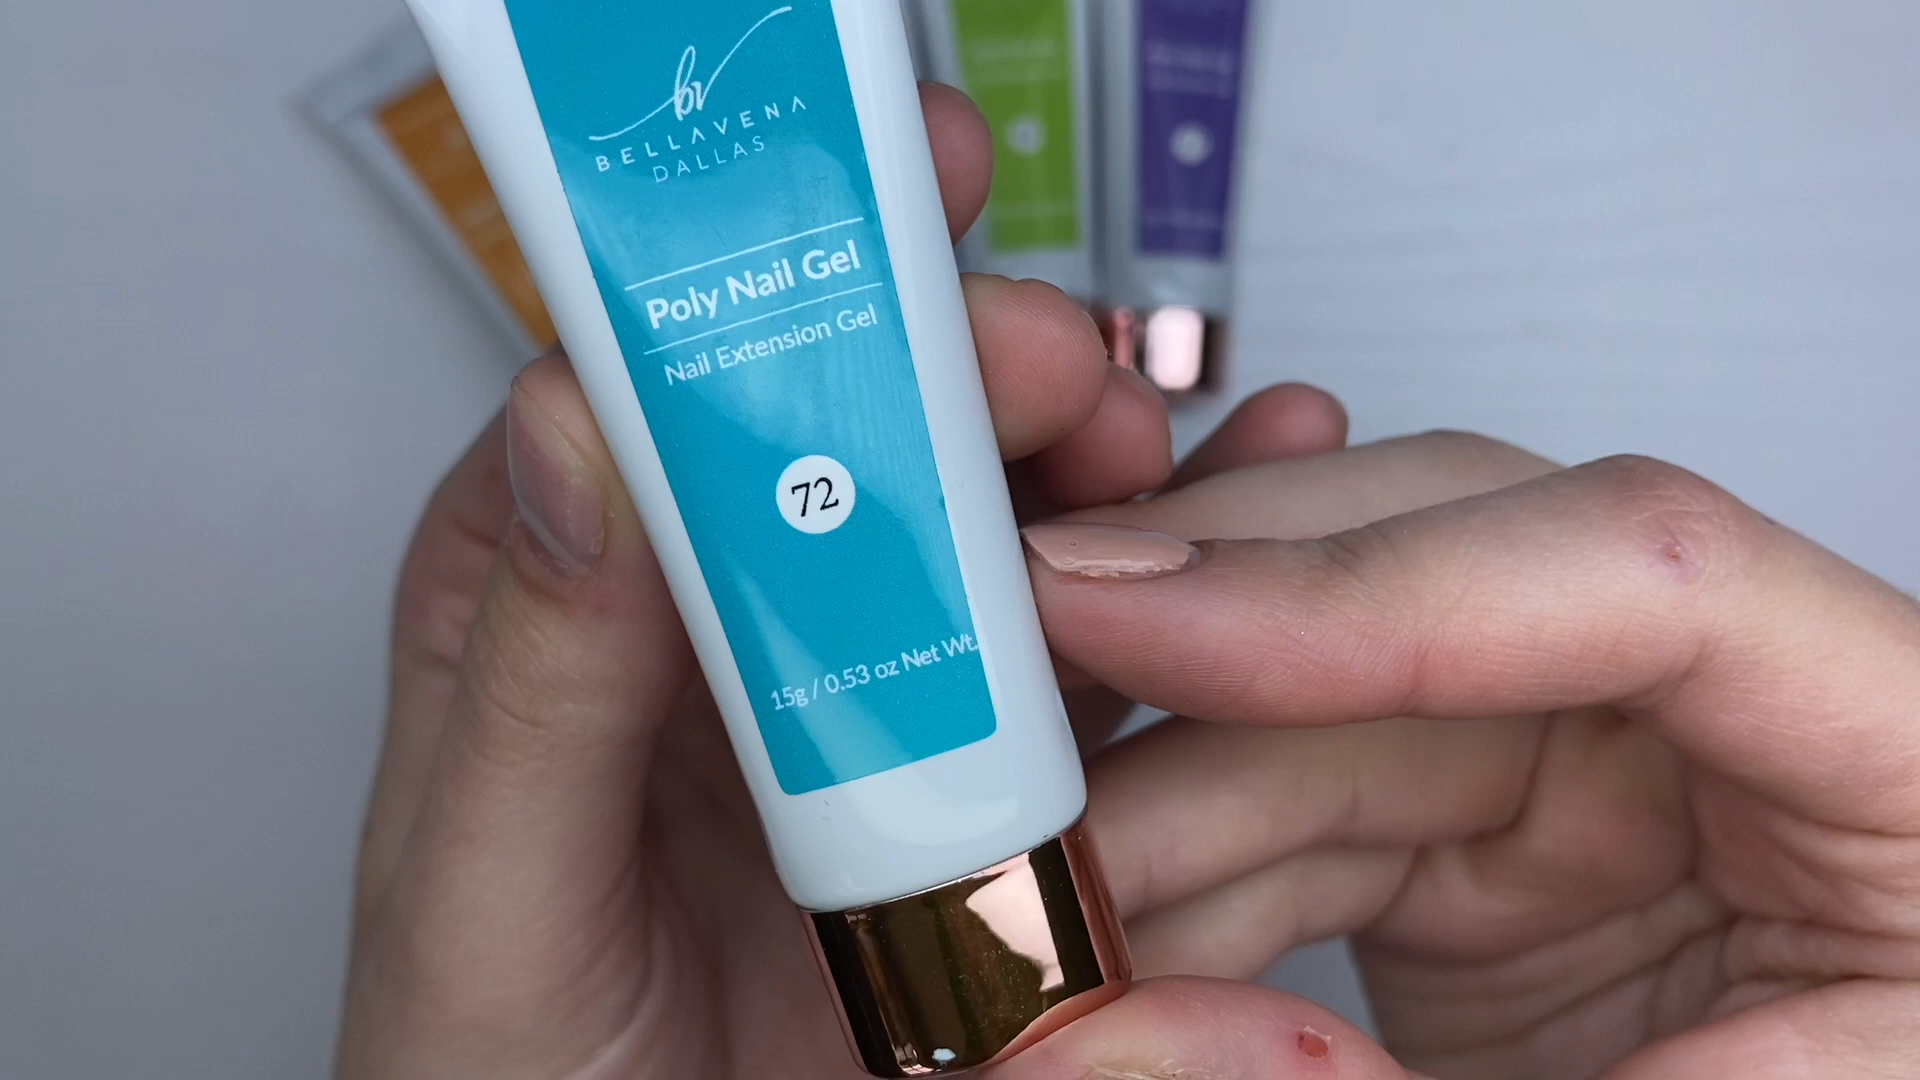 bv
BELLAVENA
DALLAS
Poly Nail Gel
Nail Extension Gel
72
15g / 0.53 oz Net Wt.